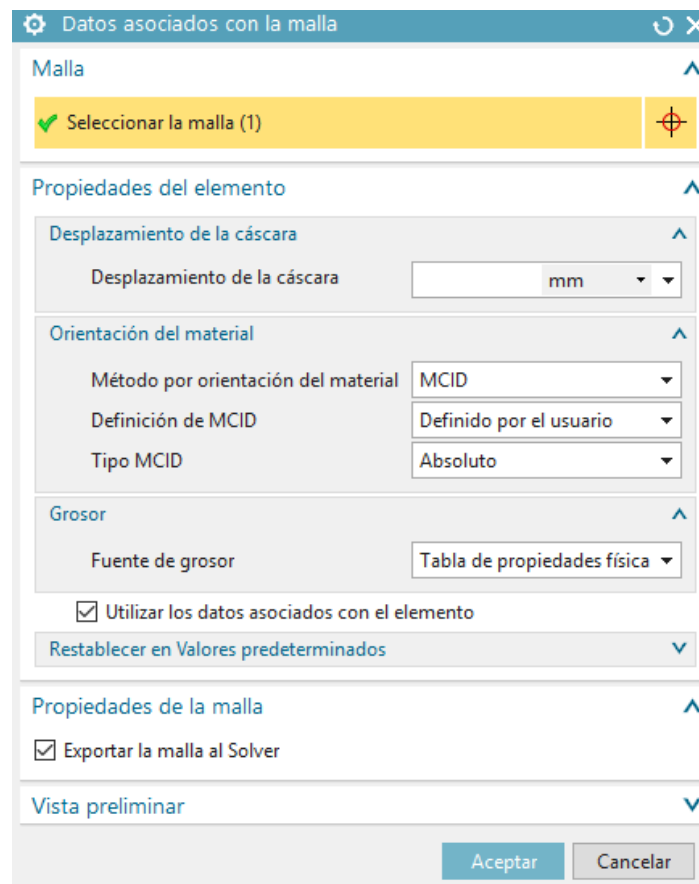 Datos asociados con la malla
Malla
Seleccionar la malla (1)
Propiedades del elemento
Desplazamiento de la cáscara
Desplazamiento de la cáscara mm
Orientación del material
Método por orientación del material MCID
Definición de MCID Definido por el usuario
Tipo MCID Absoluto
Grosor
Fuente de grosor Tabla de propiedades física
Utilizar los datos asociados con el elemento
Restablecer en Valores predeterminados
Propiedades de la malla
Exportar la malla al Solver
Vista preliminar
Aceptar Cancelar